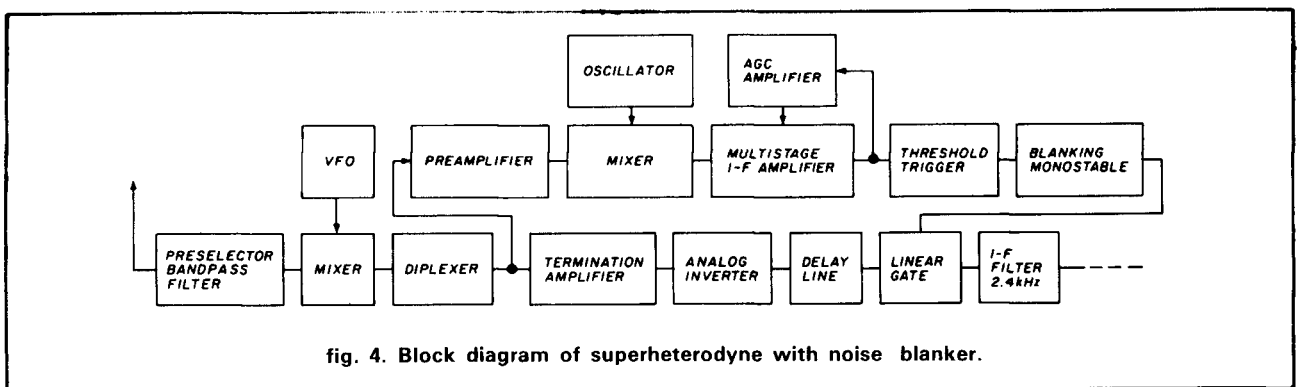 OSCILLATOR
AGC
AMPLIFIER
VFO
PREAMPLIFIER
MIXER
MULTISTAGE
I-F AMPLIFIER
THRESHOLD
TRIGGER
BLANKING
MONOSTABLE
PRESELECTOR
BANDPASS
FILTER
MIXER
DIPLEXER
TERMINATION
AMPLIFIER
ANALOG
INVERTER
DELAY
LINE
LINEAR
GATE
I-F
FILTER
2.4kHz
fig. 4. Block diagram of superheterodyne with noise blanker.